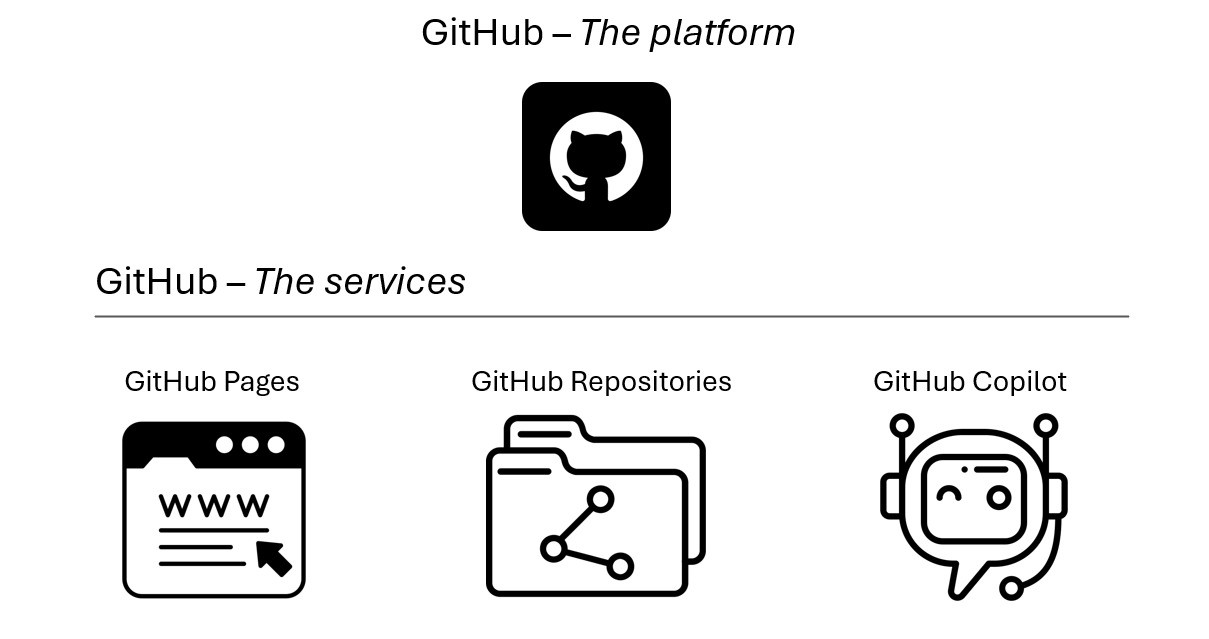 GitHub – The platform
GitHub – The services
GitHub Pages
GitHub Repositories
GitHub Copilot
WWW